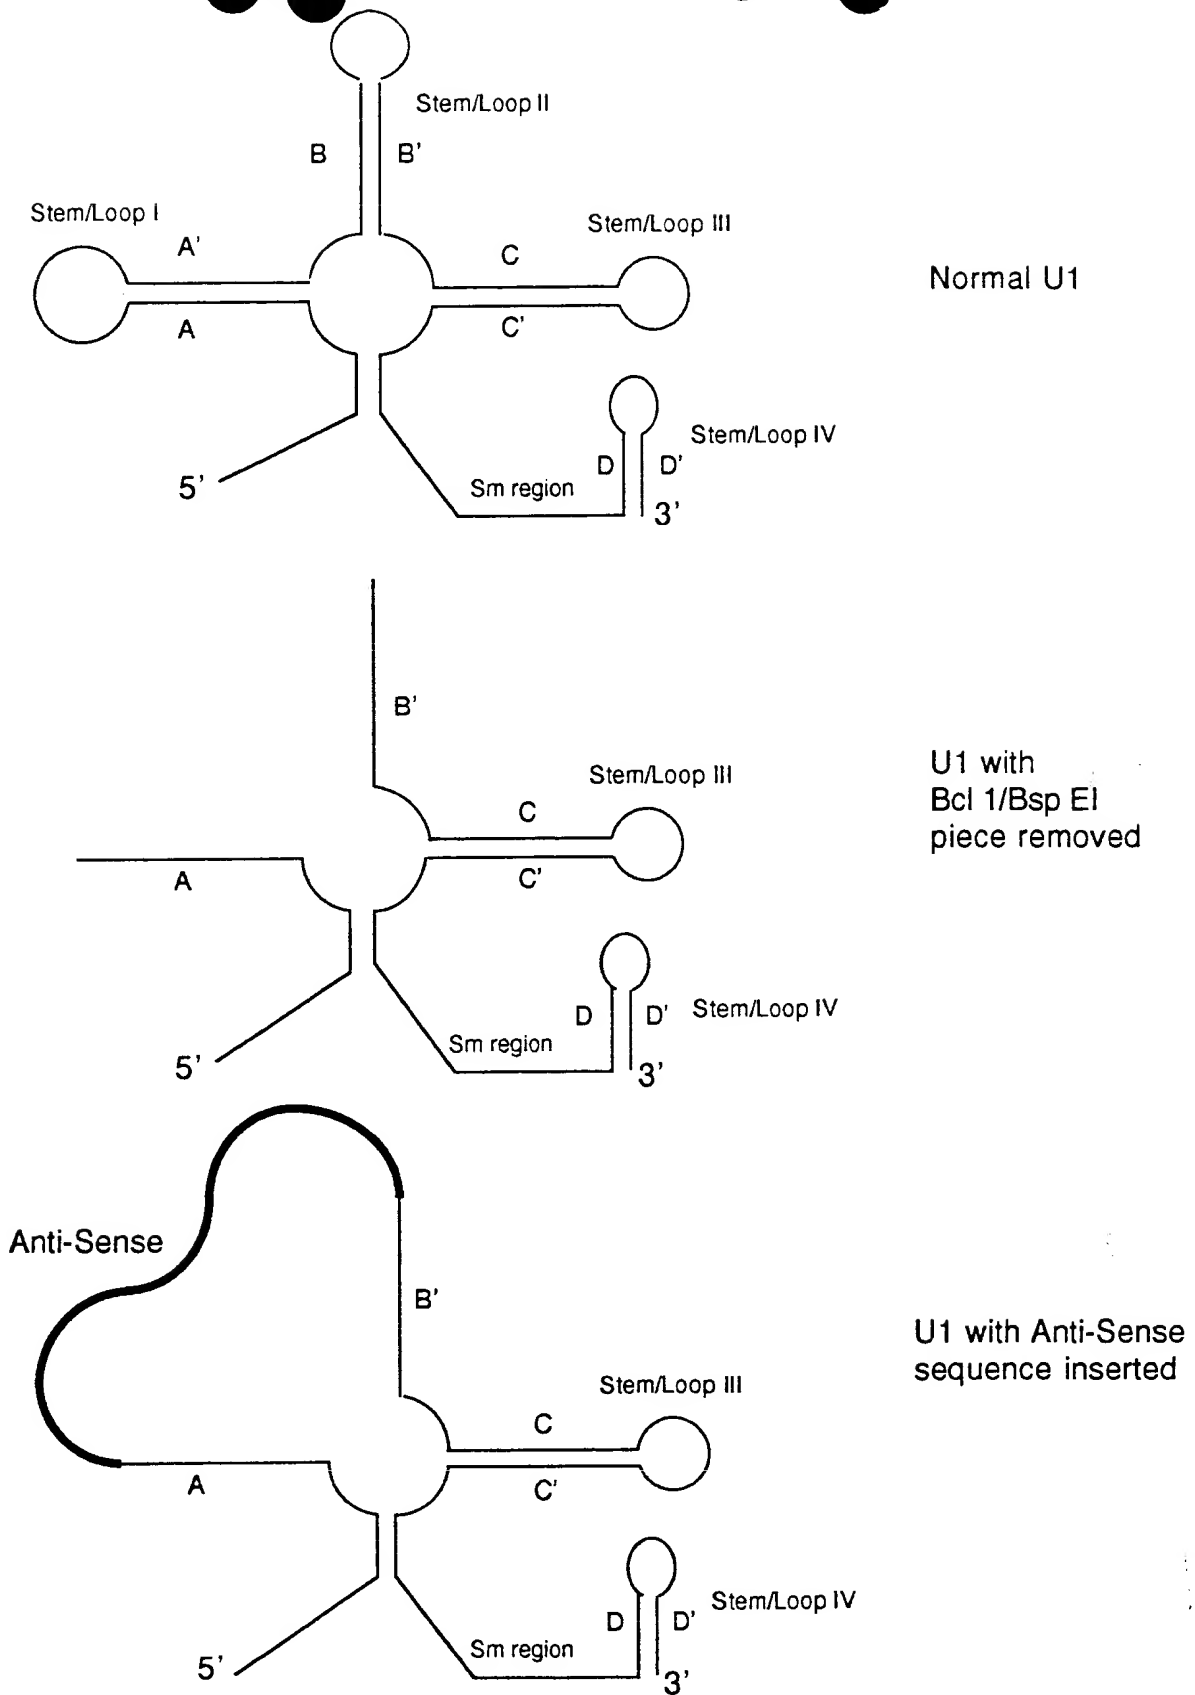 Stem/Loop II
B
B'
Stem/Loop I
A'
Stem/Loop III
C
Normal U1
A
C'
Stem/Loop IV
D
D'
5'
Sm region
3'
B'
U1 with
Bcl 1/Bsp EI
piece removed
Stem/Loop III
C
A
C'
D
D'
Stem/Loop IV
Sm region
5'
3'
Anti-Sense
B'
U1 with Anti-Sense
sequence inserted
Stem/Loop III
C
A
C'
Stem/Loop IV
D
D'
Sm region
5'
3'